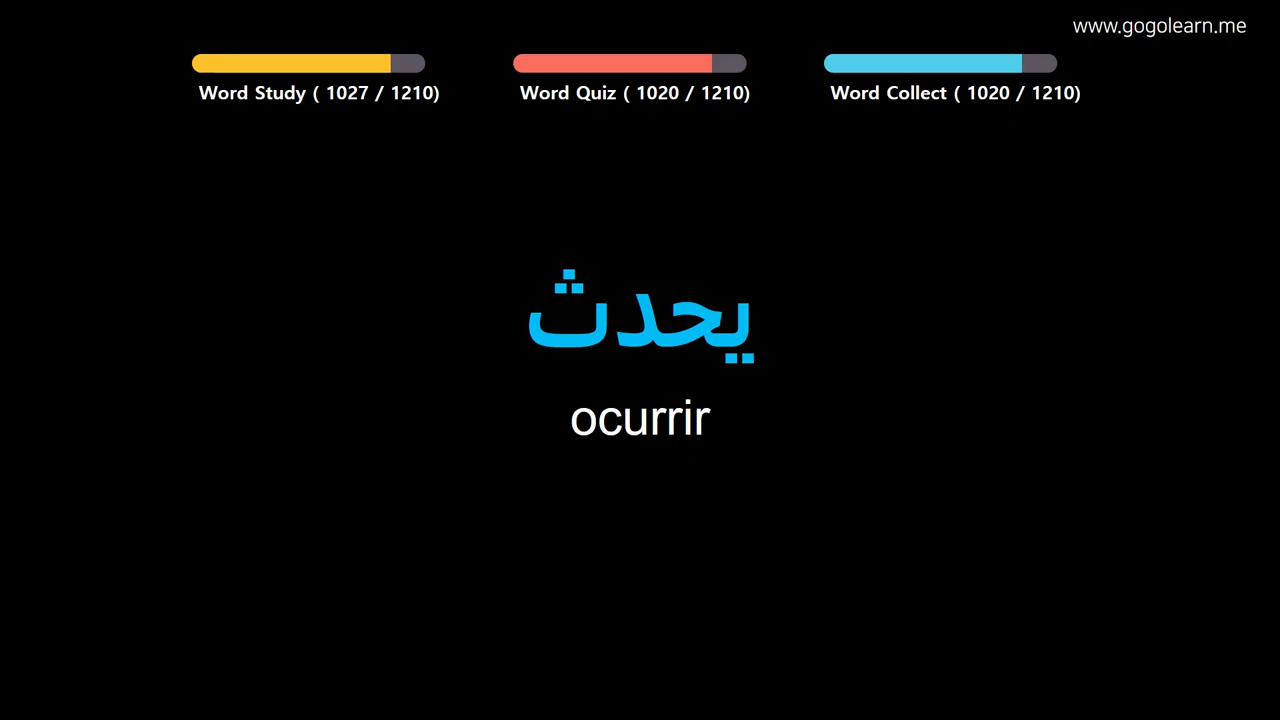 www.gogolearn.me
Word Study ( 1027 / 1210)
Word Quiz ( 1020 / 1210)
Word Collect ( 1020 / 1210)
يحدث
ocurrir